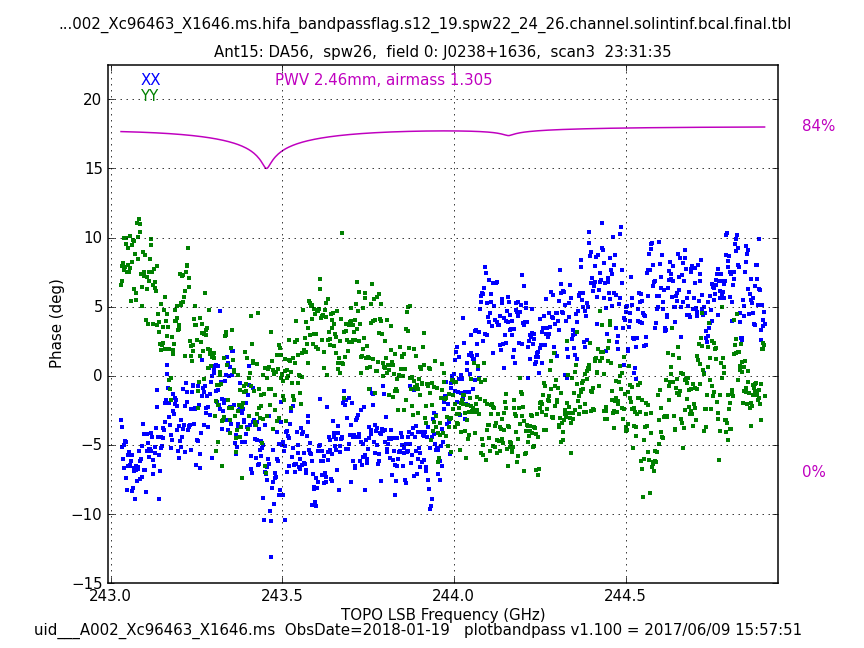 ...002_Xc96463_X1646.ms.hifa_bandpassflag.s12_19.spw22_24_26.channel.solintinf.bcal.final.tbl
Ant15: DA56, spw26, field 0: J0238+1636, scan3 23:31:35
XX
PWV 2.46mm, airmass 1.305
YY
20
84%
15
10
5
Phase (deg)
0
−5
0%
−10
−15
243.0 243.5 244.0 244.5
TOPO LSB Frequency (GHz)
uid___A002_Xc96463_X1646.ms ObsDate=2018-01-19 plotbandpass v1.100 = 2017/06/09 15:57:51